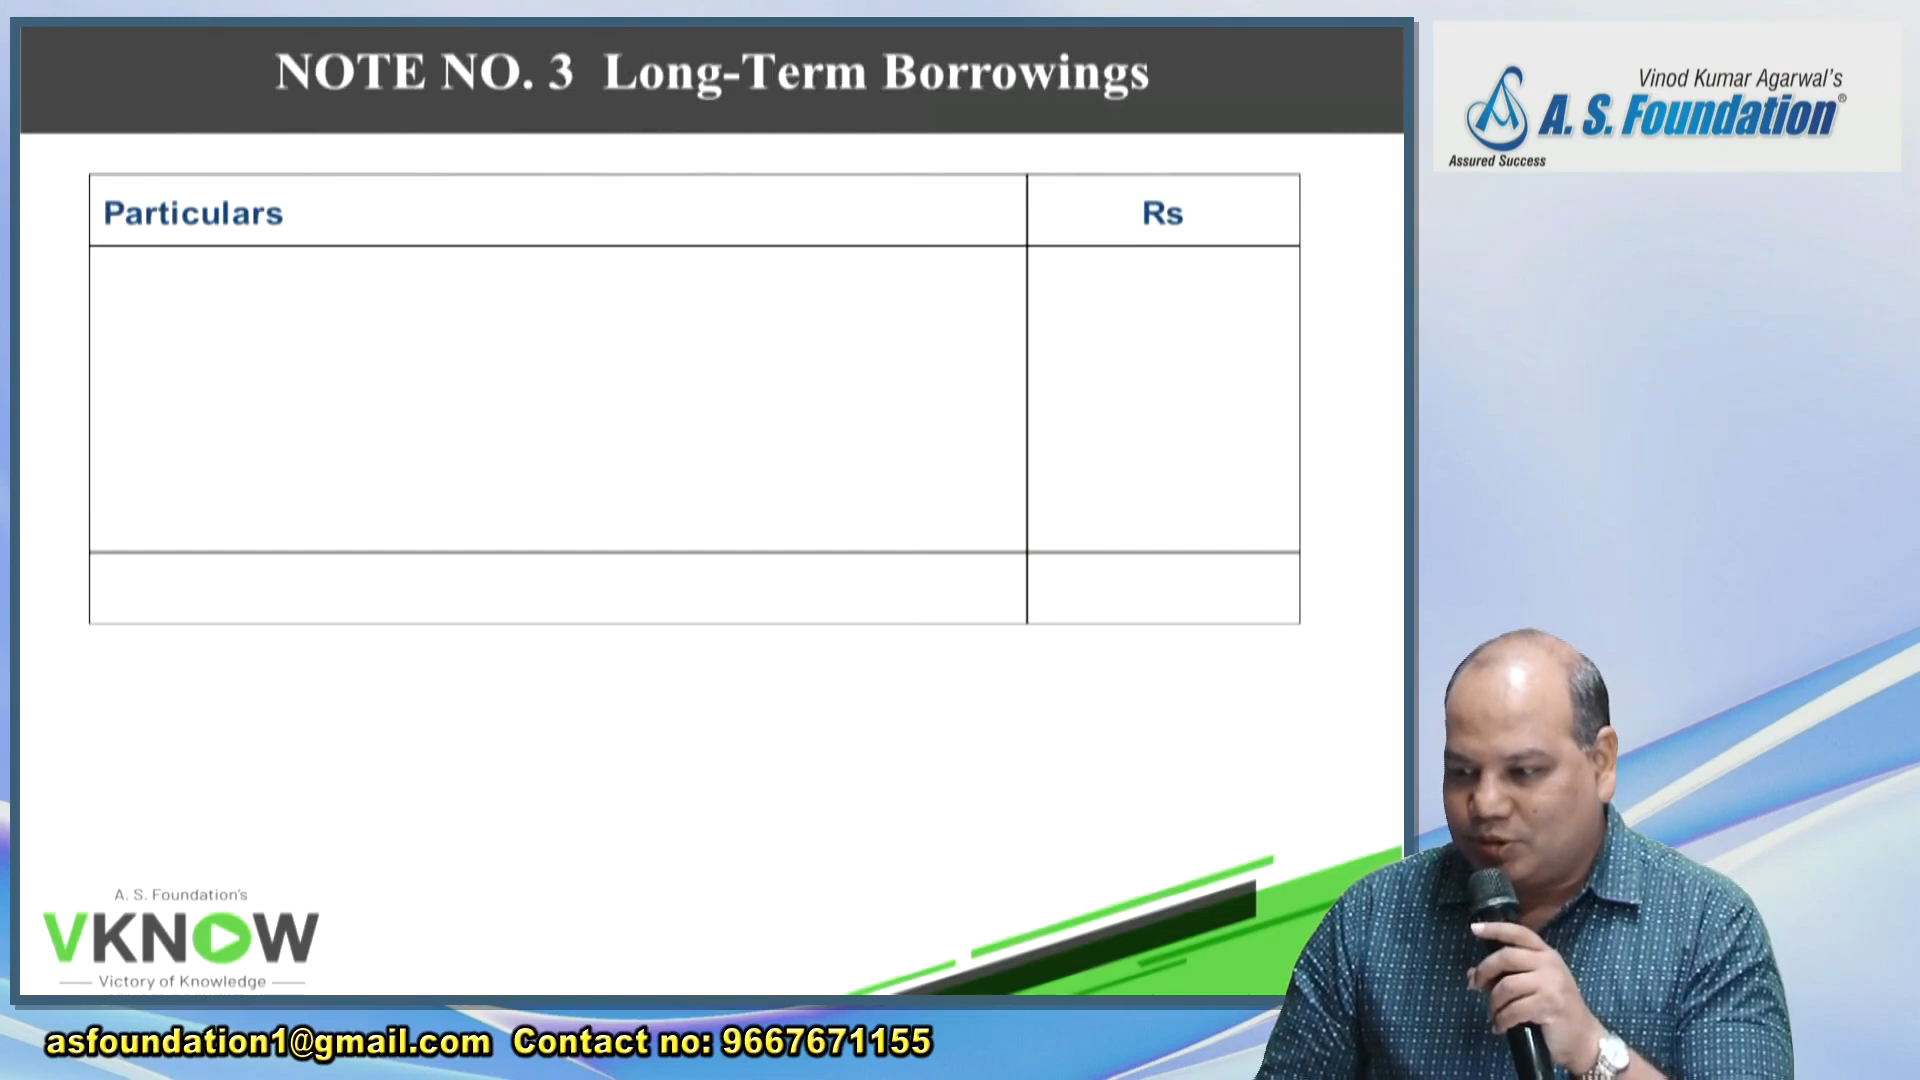 NOTE NO. 3 Long-Term Borrowings
Vinod Kumar Agarwal's
A. S. Foundation®
Assured Success
Particulars
Rs
A. S. Foundation's
VKNOW
Victory of Knowledge
asfoundation1@gmail.com Contact no: 9667671155